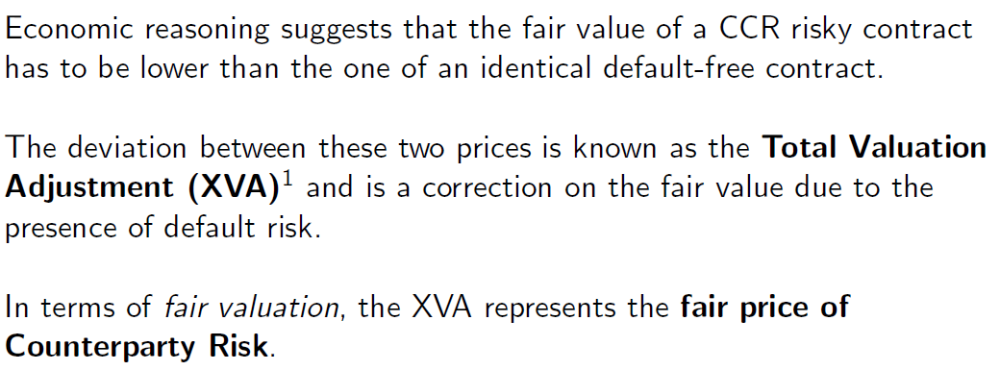 Economic reasoning suggests that the fair value of a CCR risky contract
has to be lower than the one of an identical default-free contract.
The deviation between these two prices is known as the Total Valuation
Adjustment (XVA)¹ and is a correction on the fair value due to the
presence of default risk.
In terms of fair valuation, the XVA represents the fair price of
Counterparty Risk.